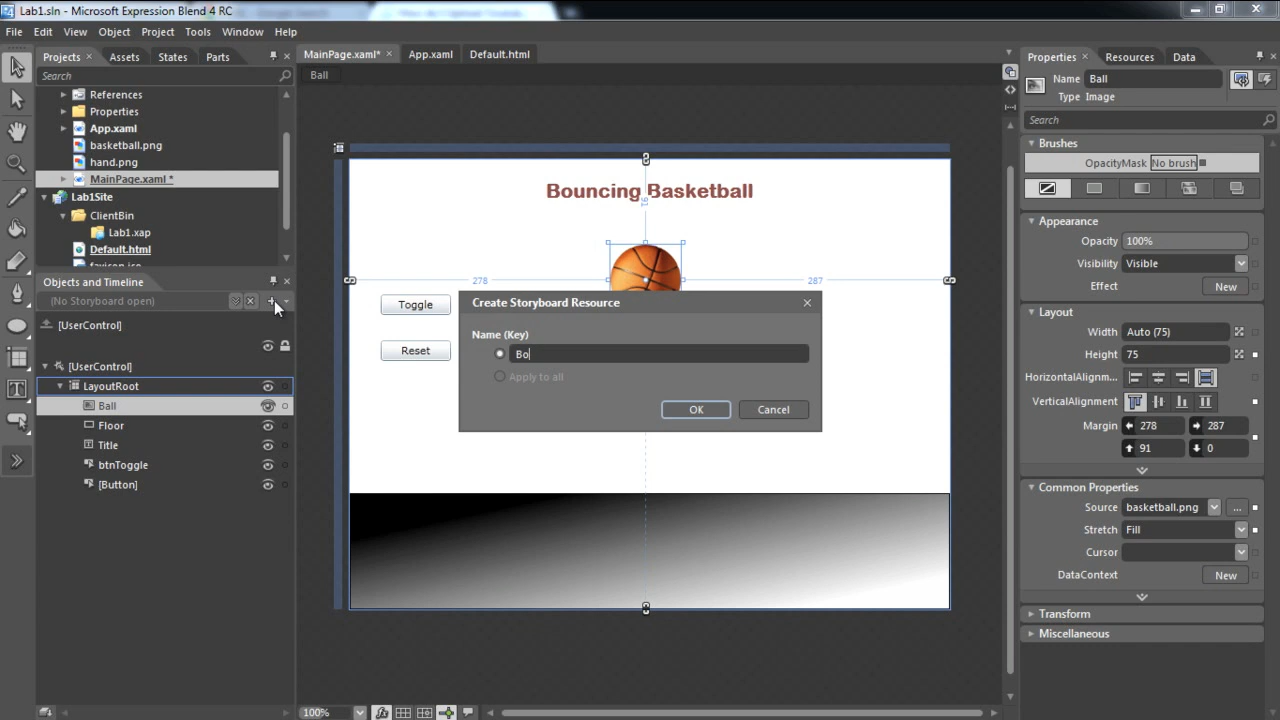 Lab1.sln - Microsoft Expression Blend 4 RC
File Edit View Object Project Tools Window Help
Projects × Assets States Parts
Search
References
Properties
App.xaml
basketball.png
hand.png
MainPage.xaml *
Lab1Site
ClientBin
Lab1.xap
Default.html
Objects and Timeline
(No Storyboard open)
[UserControl]
[UserControl]
LayoutRoot
Ball
Floor
Title
btnToggle
[Button]
MainPage.xaml* × App.xaml Default.html
Ball
Bouncing Basketball
91
278
287
Toggle
Reset
Create Storyboard Resource
Name (Key)
Bo
Apply to all
OK Cancel
100%
Properties × Resources Data
Name Ball
Type Image
Search
Brushes
OpacityMask No brush
Appearance
Opacity 100%
Visibility Visible
Effect New
Layout
Width Auto (75)
Height 75
HorizontalAlignm...
VerticalAlignment
Margin 278 287
91 0
Common Properties
Source basketball.png ...
Stretch Fill
Cursor
DataContext New
Transform
Miscellaneous